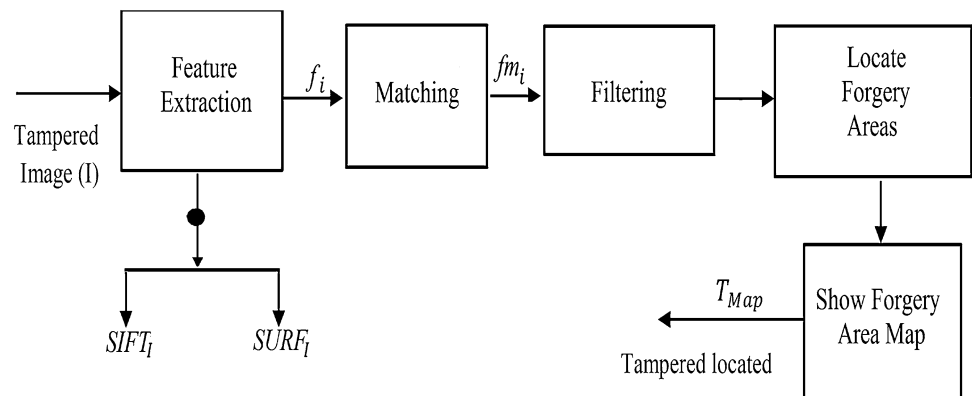 Feature
Extraction
f_i
Matching
fm_i
Filtering
Locate
Forgery
Areas
Tampered
Image (I)
SIFT_I
SURF_I
T_Map
Show Forgery
Area Map
Tampered located